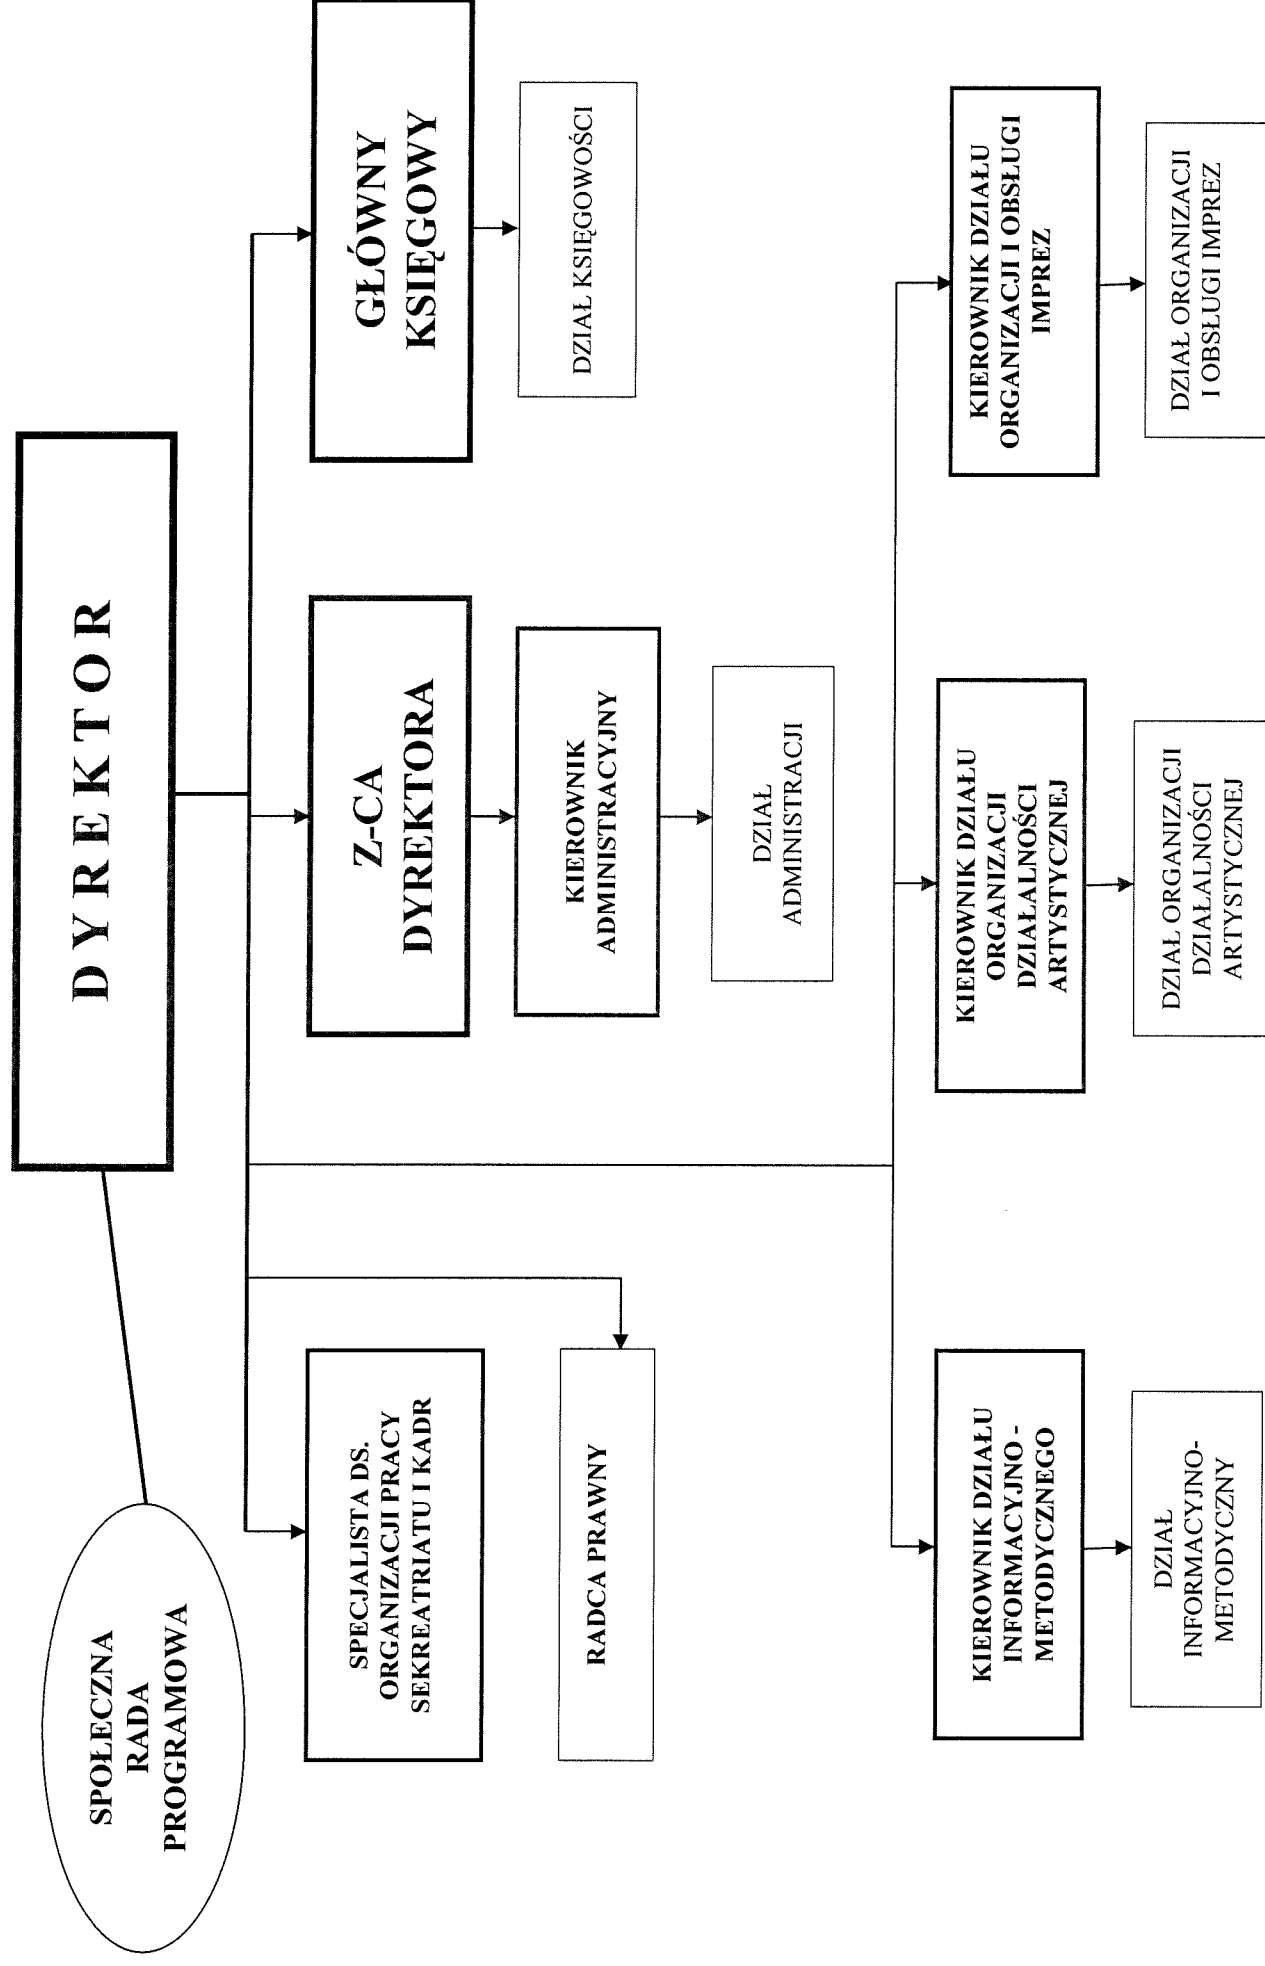 DYREKTOR
SPOŁECZNA
RADA
PROGRAMOWA
SPECJALISTA DS.
ORGANIZACJI PRACY
SEKREATRIATU I KADR
Z-CA
DYREKTORA
GŁÓWNY
KSIĘGOWY
RADCA PRAWNY
KIEROWNIK
ADMINISTRACYJNY
DZIAŁ KSIĘGOWOŚCI
DZIAŁ
ADMINISTRACJI
KIEROWNIK DZIAŁU
INFORMACYJNO -
METODYCZNEGO
KIEROWNIK DZIAŁU
ORGANIZACJI
DZIAŁALNOŚCI
ARTYSTYCZNEJ
KIEROWNIK DZIAŁU
ORGANIZACJI I OBSŁUGI
IMPREZ
DZIAŁ
INFORMACYJNO-
METODYCZNY
DZIAŁ ORGANIZACJI
DZIAŁALNOŚCI
ARTYSTYCZNEJ
DZIAŁ ORGANIZACJI
I OBSŁUGI IMPREZ